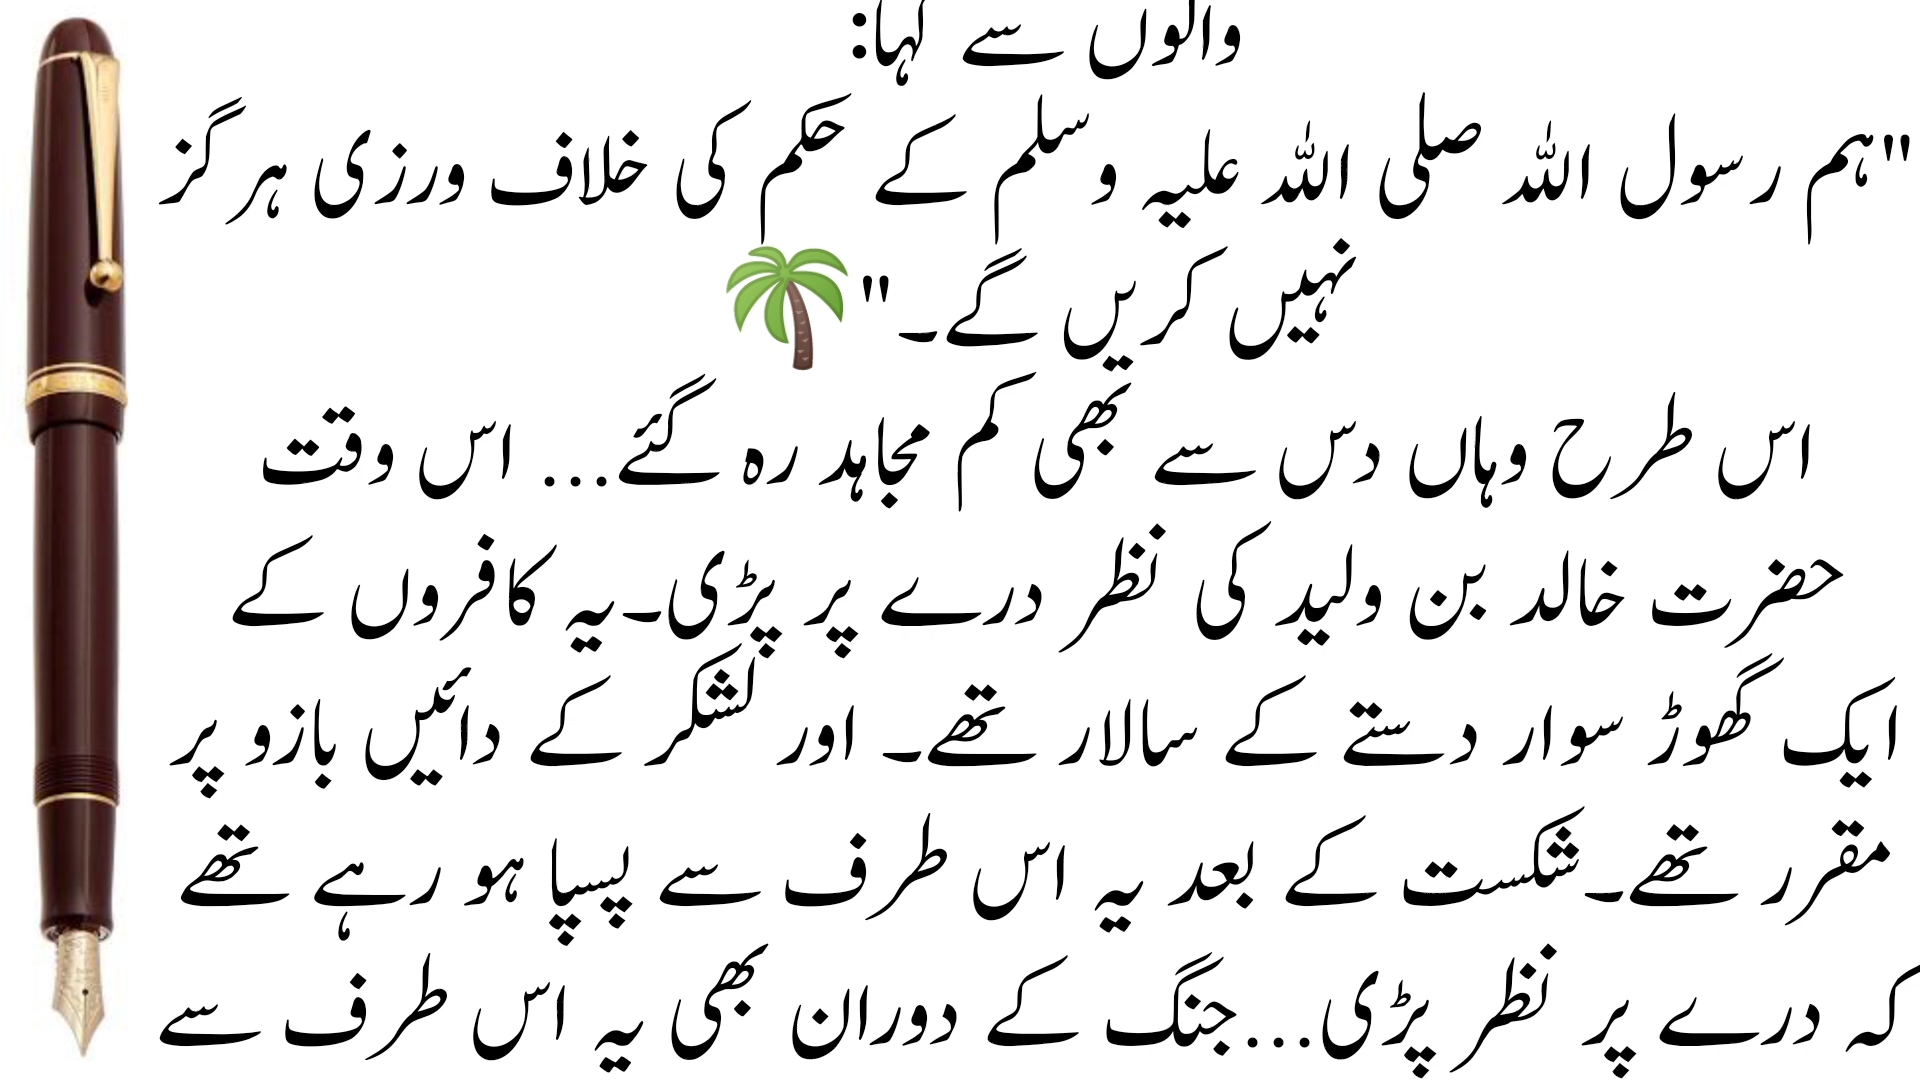 والوں سے کہا:
"ہم رسول اللہ صلی اللہ علیہ وسلم کے حکم کی خلاف ورزی ہرگز
نہیں کریں گے۔"🌴
اس طرح وہاں دس سے بھی کم مجاہد رہ گئے... اس وقت
حضرت خالد بن ولید کی نظر درے پر پڑی۔یہ کافروں کے
ایک گھوڑ سوار دستے کے سالار تھے۔ اور لشکر کے دائیں بازو پر
مقرر تھے۔شکست کے بعد یہ اس طرف سے پسپا ہو رہے تھے
کہ درے پر نظر پڑی...جنگ کے دوران بھی یہ اس طرف سے